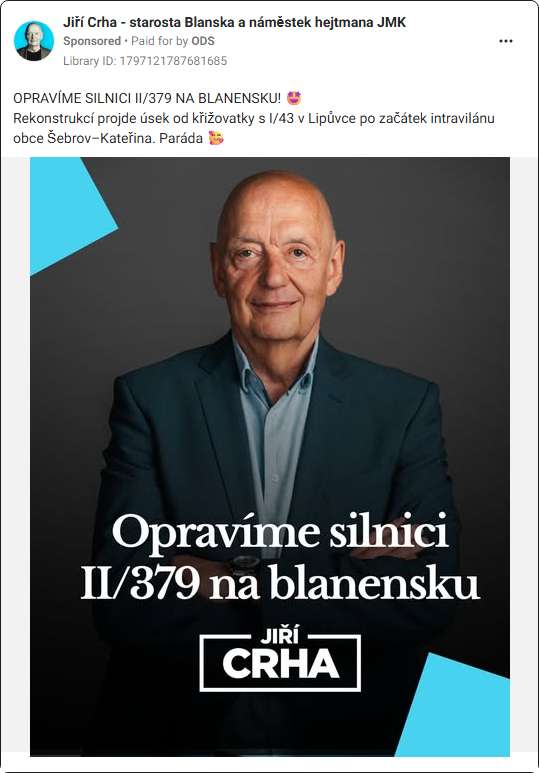 Jiří Crha - starosta Blanska a náměstek hejtmana JMK
Sponsored • Paid for by ODS
Library ID: 1797121787681685
OPRAVÍME SILNICI II/379 NA BLANENSKU! 🤩
Rekonstrukcí projde úsek od křižovatky s I/43 v Lipůvce po začátek intravilánu
obce Šebrov–Kateřina. Paráda 🥰
Opravíme silnici
II/379 na blanensku
JIŘÍ
CRHA